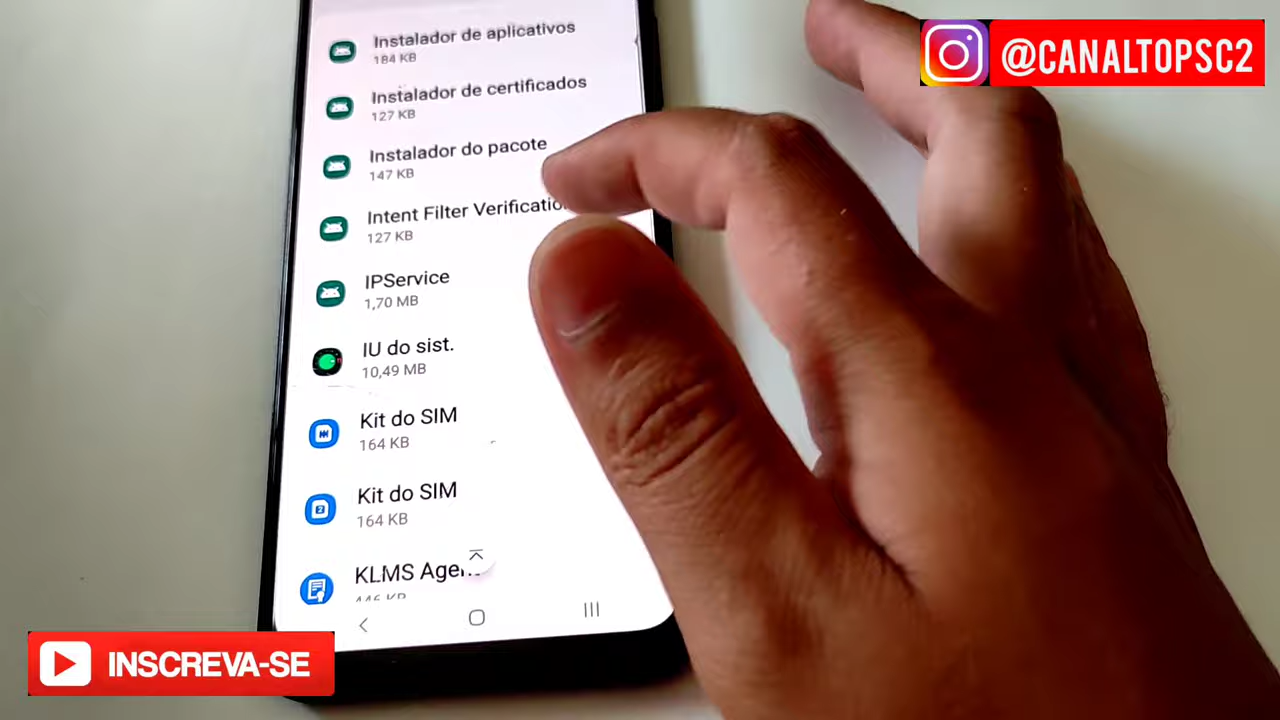 @CANALTOPSC2
Instalador de aplicativos
184 KB
Instalador de certificados
127 KB
Instalador do pacote
147 KB
Intent Filter Verificatio
127 KB
IPService
1,70 MB
IU do sist.
10,49 MB
Kit do SIM
164 KB
Kit do SIM
164 KB
KLMS Agen
INSCREVA-SE